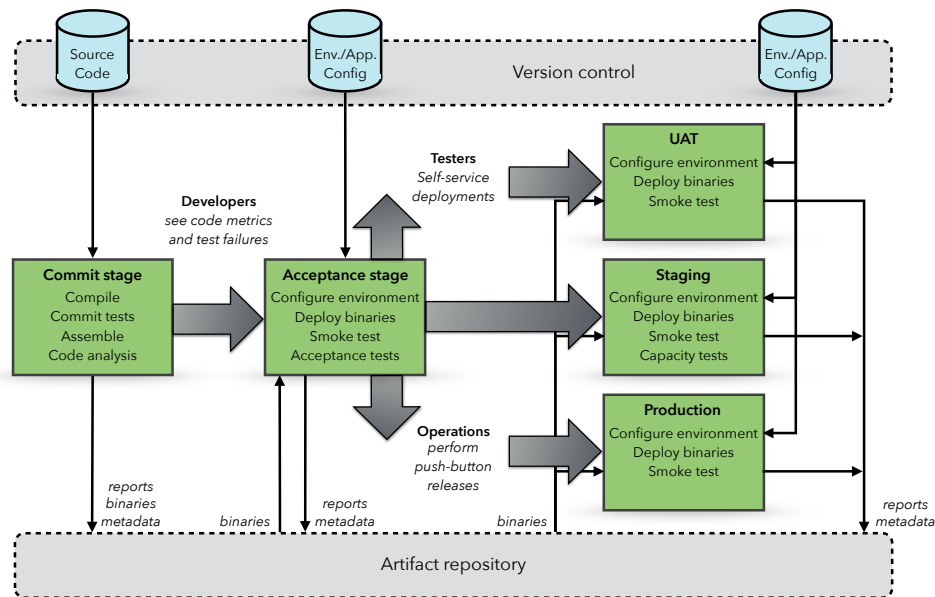 Source
Code
Env./App.
Config
Env./App.
Config
Version control
Developers
see code metrics
and test failures
Testers
Self-service
deployments
UAT
Configure environment
Deploy binaries
Smoke test
Commit stage
Compile
Commit tests
Assemble
Code analysis
Acceptance stage
Configure environment
Deploy binaries
Smoke test
Acceptance tests
Staging
Configure environment
Deploy binaries
Smoke test
Capacity tests
Operations
perform
push-button
releases
Production
Configure environment
Deploy binaries
Smoke test
reports
binaries
metadata
binaries
reports
metadata
binaries
reports
metadata
Artifact repository